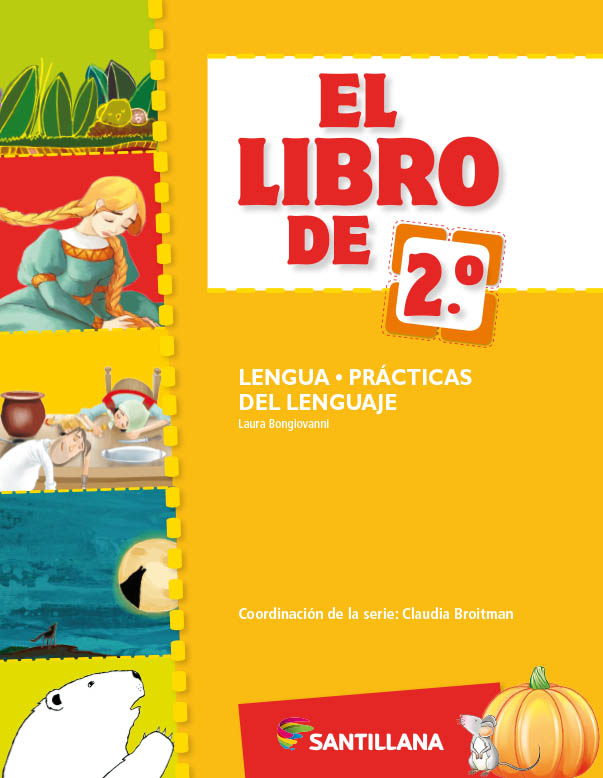 EL
LIBRO
DE
2.º
LENGUA • PRÁCTICAS
DEL LENGUAJE
Laura Bongiovanni
Coordinación de la serie: Claudia Broitman
SANTILLANA